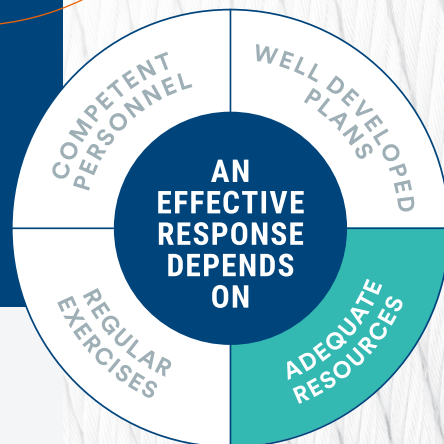 COMPETENT
PERSONNEL
WELL DEVELOPED
PLANS
AN
EFFECTIVE
RESPONSE
DEPENDS
ON
REGULAR
EXERCISES
ADEQUATE
RESOURCES